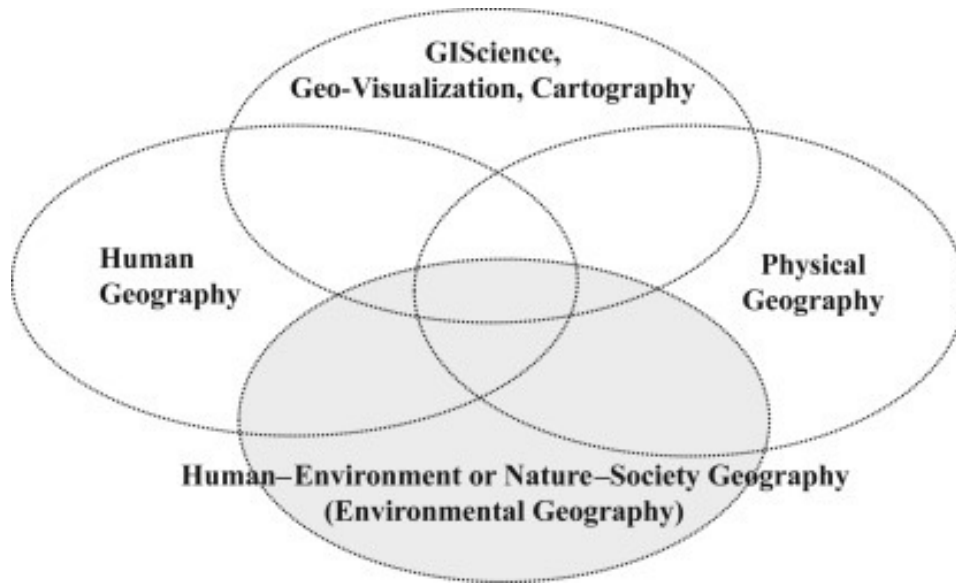 GIScience,
Geo-Visualization, Cartography
Human
Geography
Physical
Geography
Human–Environment or Nature–Society Geography
(Environmental Geography)